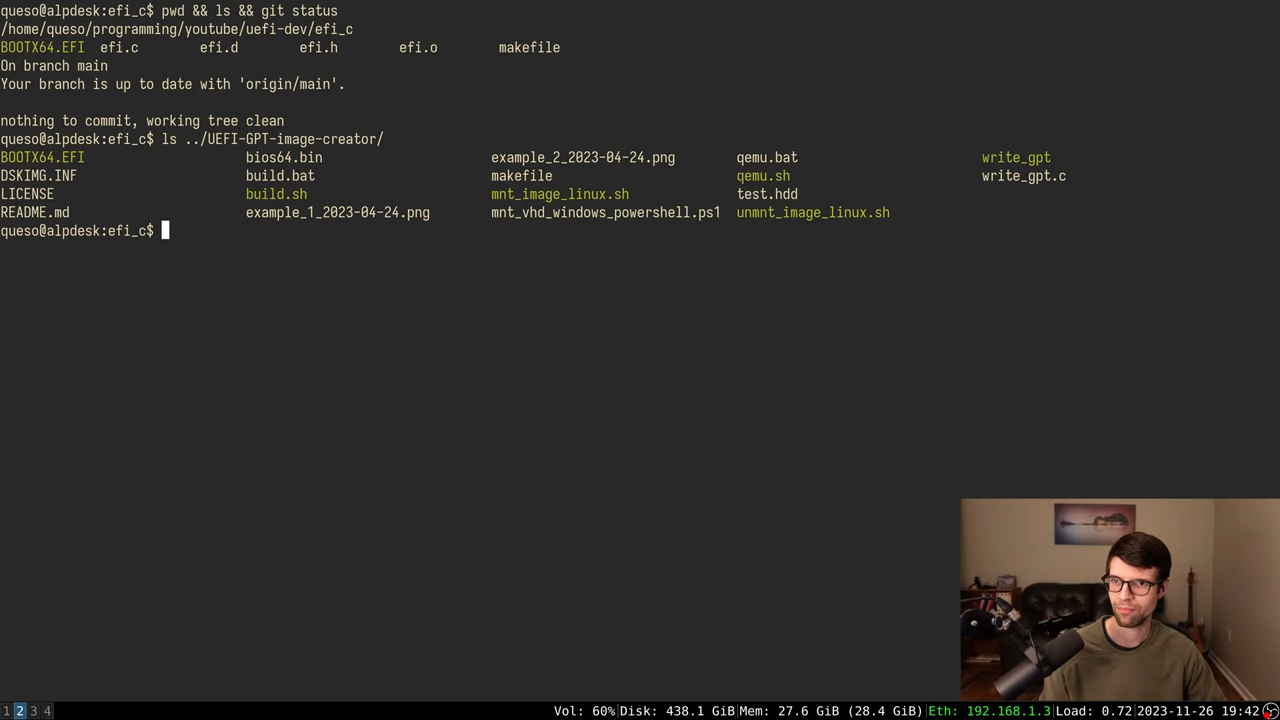 queso@alpdesk:efi_c$ pwd && ls && git status
/home/queso/programming/youtube/uefi-dev/efi_c
BOOTX64.EFI  efi.c        efi.d        efi.h        efi.o        makefile
On branch main
Your branch is up to date with 'origin/main'.
nothing to commit, working tree clean
queso@alpdesk:efi_c$ ls ../UEFI-GPT-image-creator/
BOOTX64.EFI  bios64.bin  example_2_2023-04-24.png  qemu.bat  write_gpt
DSKIMG.INF  build.bat  makefile  qemu.sh  write_gpt.c
LICENSE  build.sh  mnt_image_linux.sh  test.hdd
README.md  example_1_2023-04-24.png  mnt_vhd_windows_powershell.ps1  unmnt_image_linux.sh
queso@alpdesk:efi_c$
1 2 3 4 Vol: 60%|Disk: 438.1 GiB|Mem: 27.6 GiB (28.4 GiB)|Eth: 192.168.1.3|Load: 0.72|2023-11-26 19:42